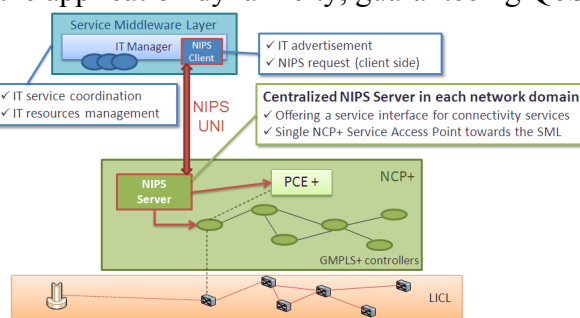 Service Middleware Layer
IT Manager
NIPS
Client
✓ IT advertisement
✓ NIPS request (client side)
✓ IT service coordination
✓ IT resources management
NIPS
UNI
Centralized NIPS Server in each network domain
✓ Offering a service interface for connectivity services
✓ Single NCP+ Service Access Point towards the SML
NIPS
Server
PCE +
NCP+
GMPLS+ controllers
LICL